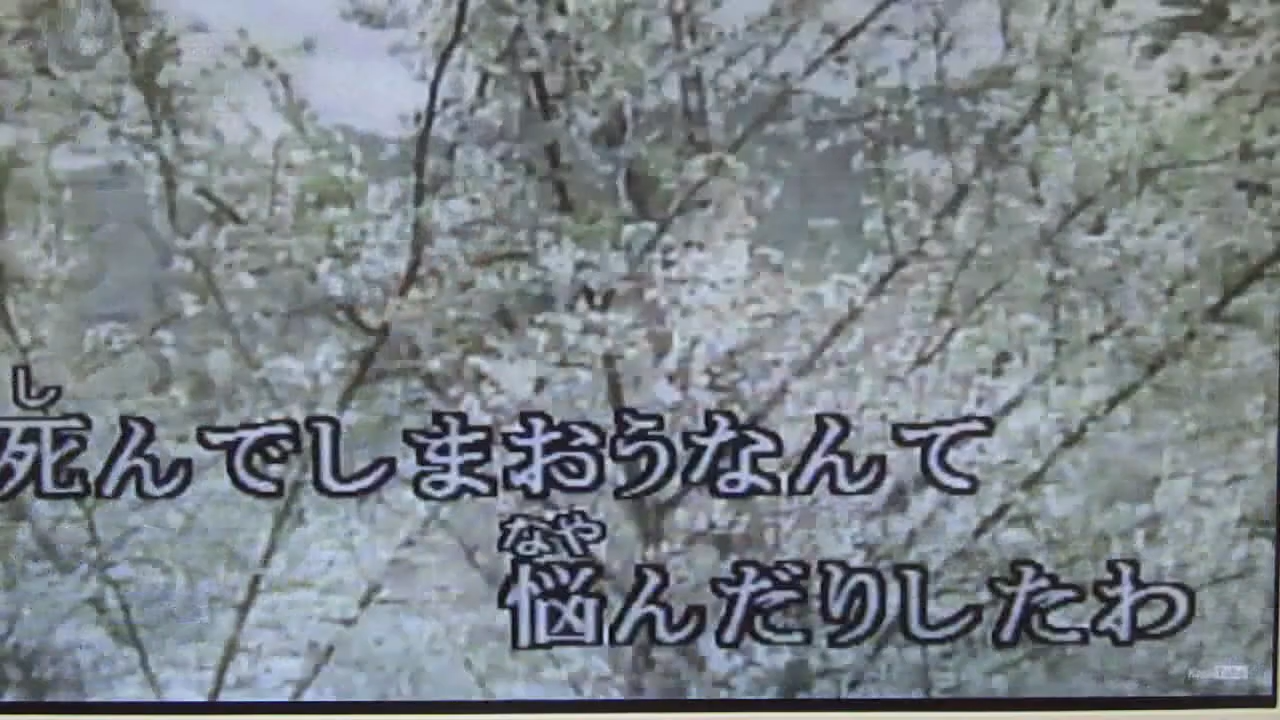 し
死んでしまおうなんて
なや
悩んだりしたわ